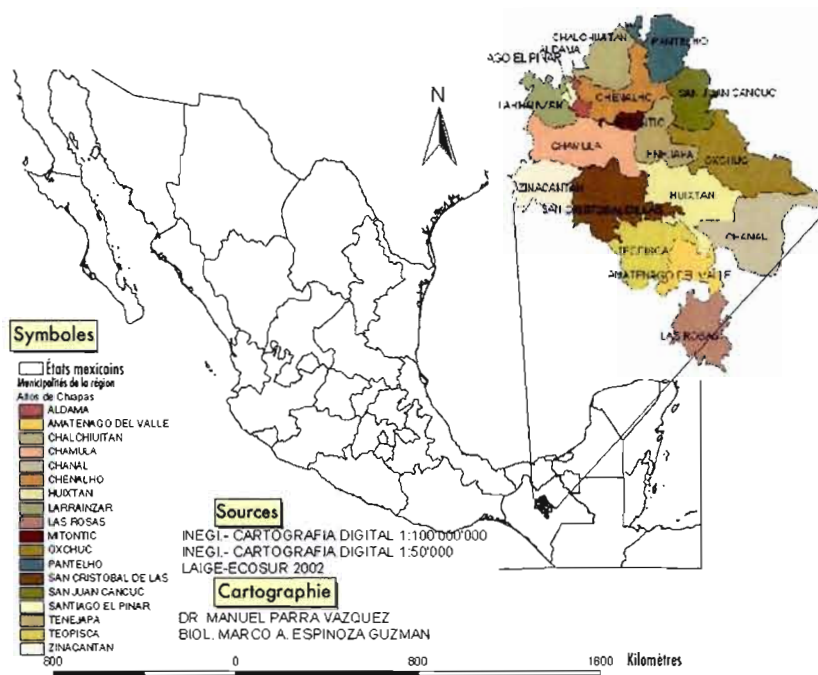 CHALCHIUITAN
PANTELHO
ALDAMA
AGO EL PINAR
LARRAINZAR
CHENALHO
SAN JUAN CANCUC
CHAMULA
ENEJAPA
OXCHUC
ZINACANTAN
HUIXTAN
SAN CRISTOBAL DE LAS
CHANAL
TEOPISCA
AMATENAGO DEL VALLE
LAS ROSAS
N
Symboles
États mexicains
Municipalités de la région
Altos de Chiapas
ALDAMA
AMATENAGO DEL VALLE
CHALCHIUITAN
CHAMULA
CHANAL
CHENALHO
HUIXTAN
LARRAINZAR
LAS ROSAS
MITONTIC
OXCHUC
PANTELHO
SAN CRISTOBAL DE LAS
SAN JUAN CANCUC
SANTIAGO EL PINAR
TENEJAPA
TEOPISCA
ZINACANTAN
Sources
INEGI.- CARTOGRAFIA DIGITAL 1:100'000'000
INEGI.- CARTOGRAFIA DIGITAL 1:50'000
LAIGE-ECOSUR 2002
Cartographie
DR. MANUEL PARRA VAZQUEZ
BIOL. MARCO A. ESPINOZA GUZMAN
800 0 800 1600 Kilomètres